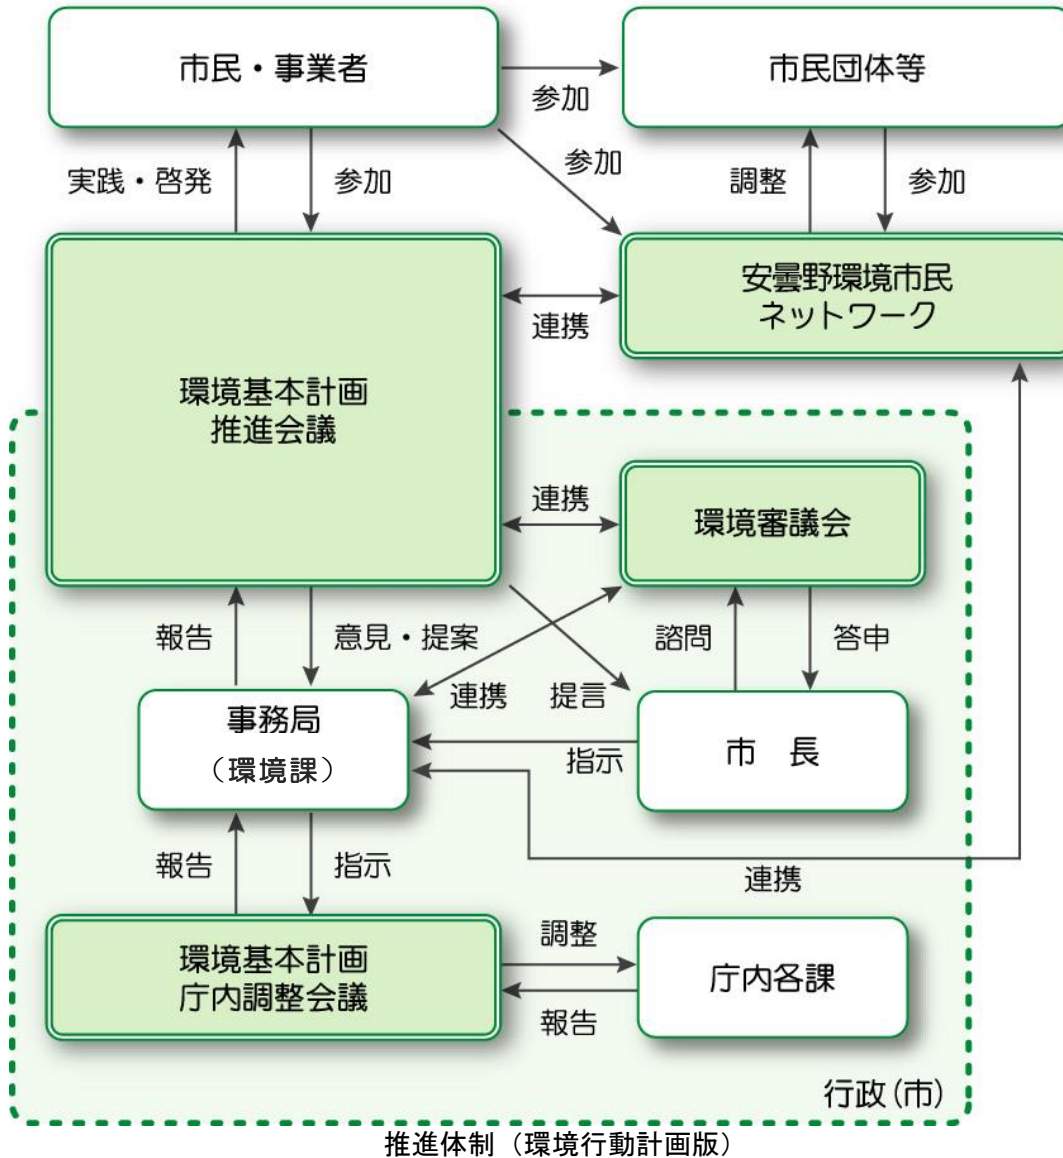 市民・事業者
市民団体等
参加
参加
実践・啓発
参加
調整
参加
安曇野環境市民
ネットワーク
連携
環境基本計画
推進会議
連携
環境審議会
報告
意見・提案
諮問
答申
連携
提言
事務局
（環境課）
市　長
指示
報告
指示
連携
環境基本計画
庁内調整会議
調整
報告
庁内各課
行政(市)
推進体制（環境行動計画版）